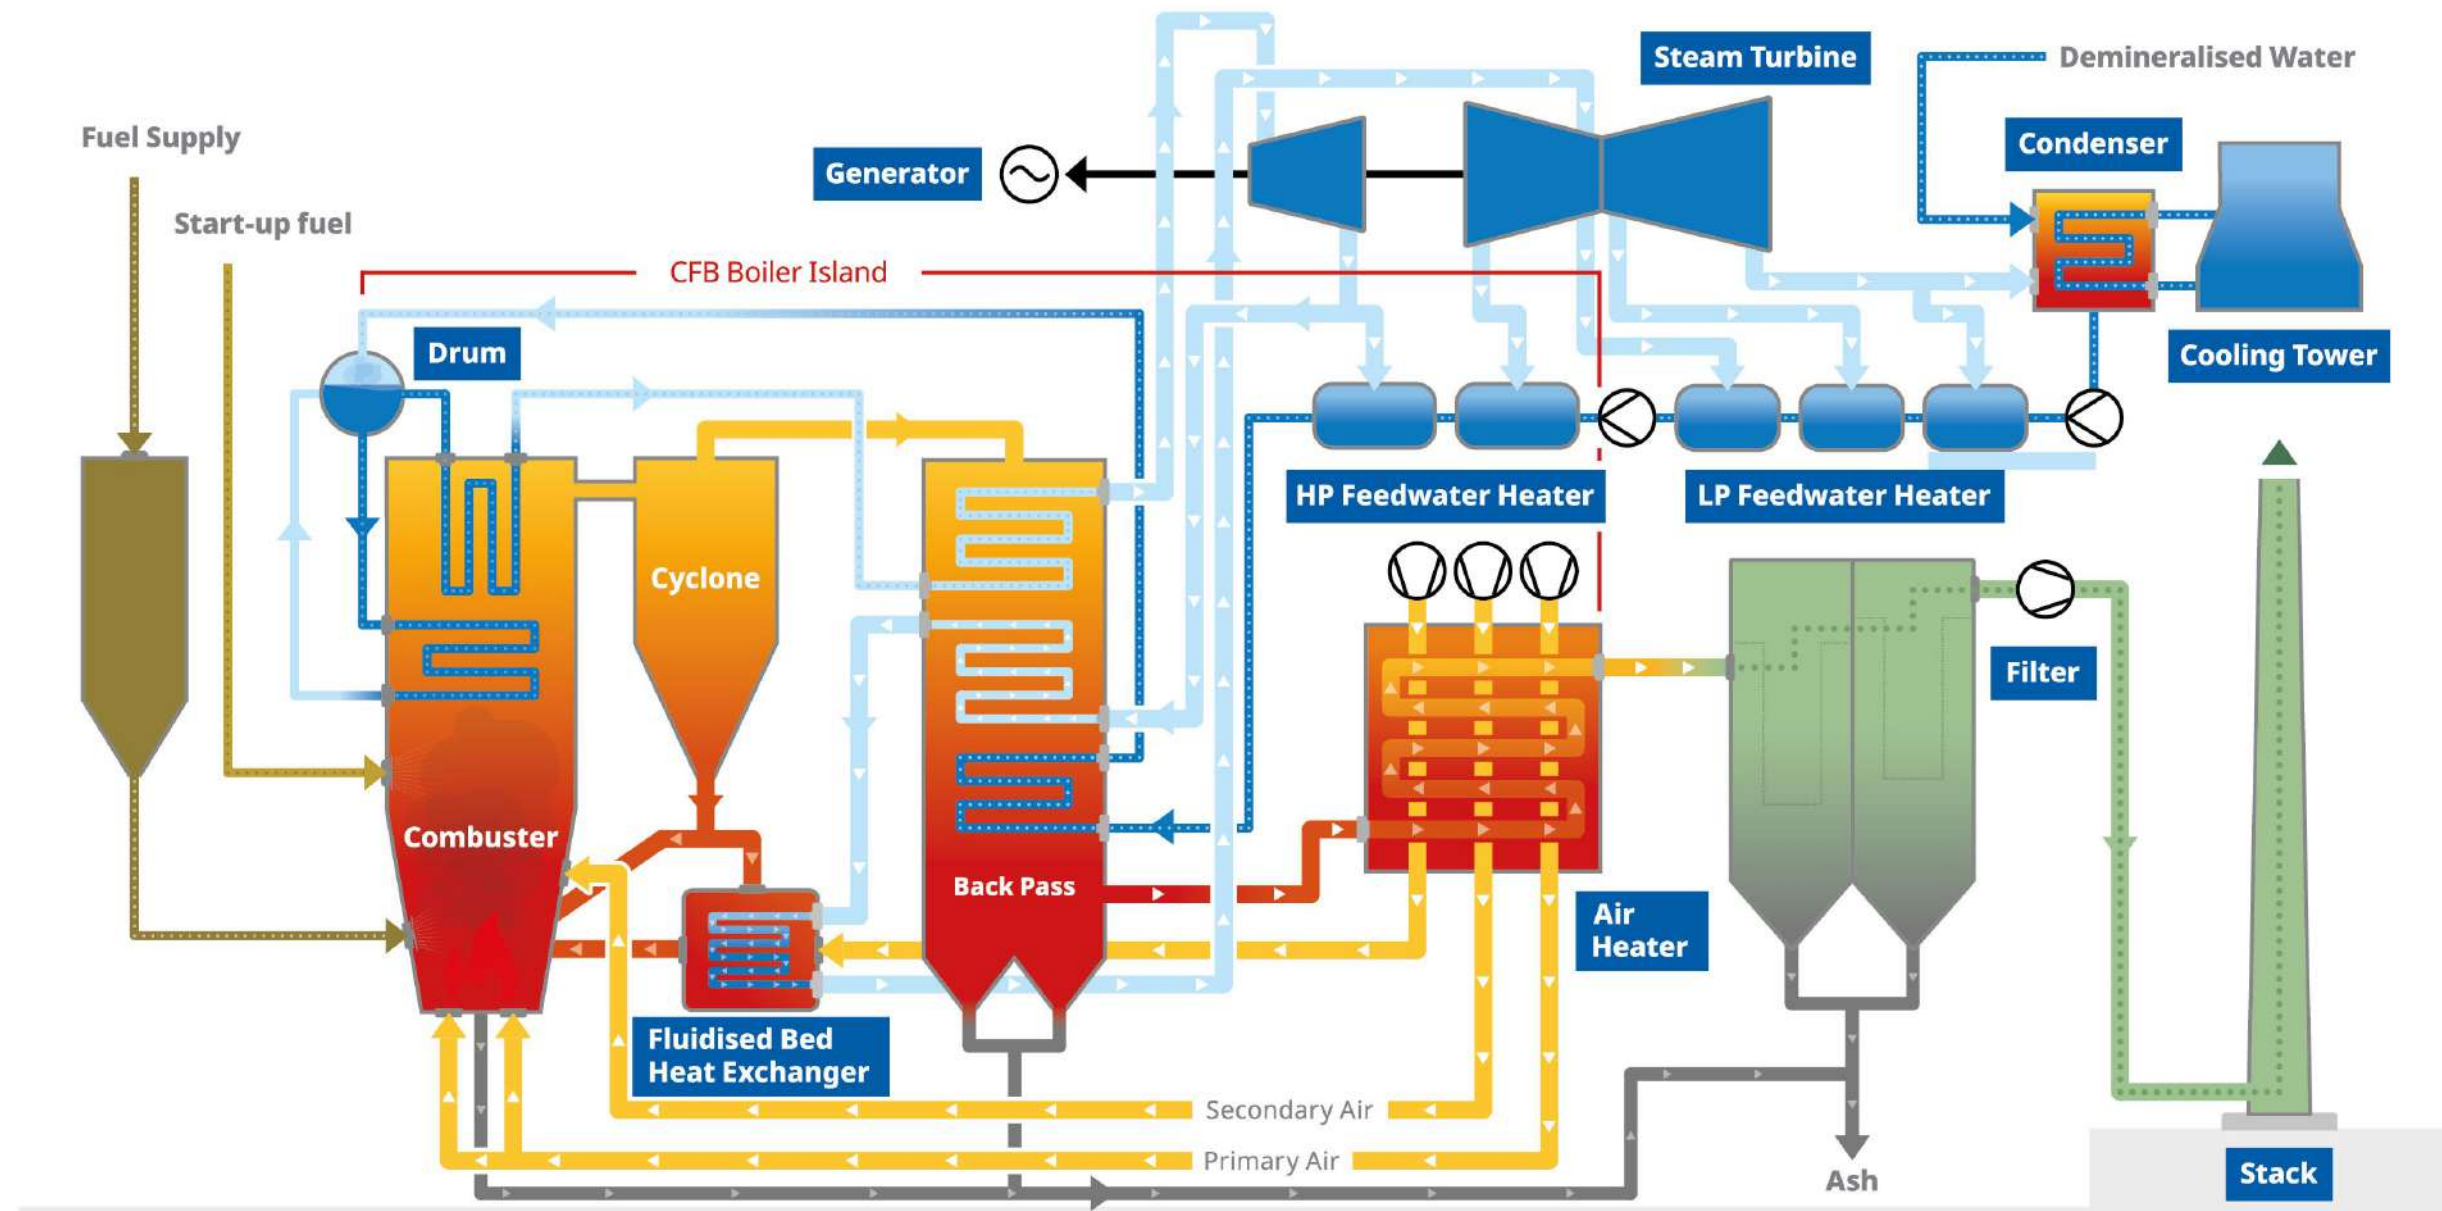 Steam Turbine
Demineralised Water
Fuel Supply
Condenser
Generator
Start-up fuel
CFB Boiler Island
Drum
Cooling Tower
HP Feedwater Heater
LP Feedwater Heater
Cyclone
Filter
Combuster
Back Pass
Air
Heater
Fluidised Bed
Heat Exchanger
Secondary Air
Primary Air
Ash
Stack